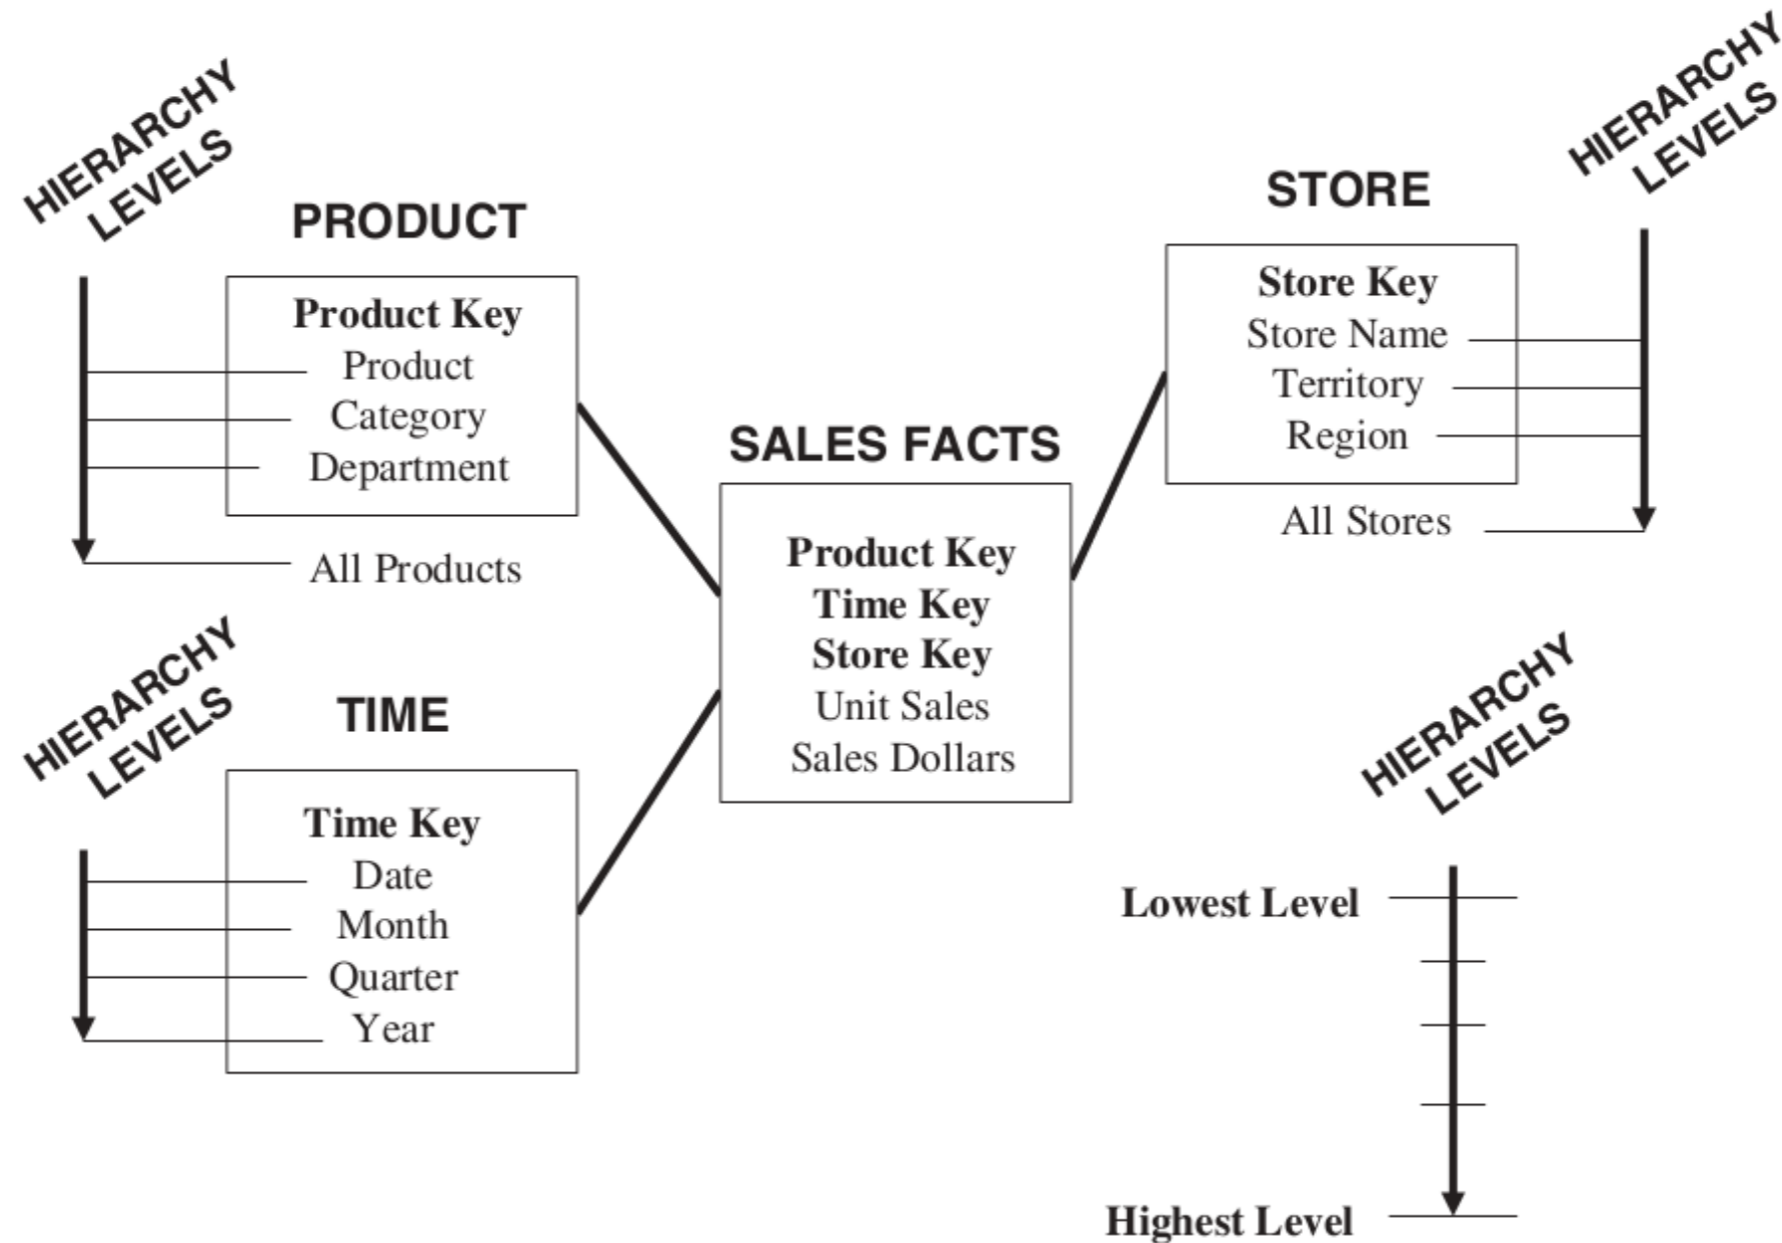 HIERARCHY
LEVELS
PRODUCT
Product Key
Product
Category
Department
All Products
HIERARCHY
LEVELS
TIME
Time Key
Date
Month
Quarter
Year
SALES FACTS
Product Key
Time Key
Store Key
Unit Sales
Sales Dollars
HIERARCHY
LEVELS
STORE
Store Key
Store Name
Territory
Region
All Stores
HIERARCHY
LEVELS
Lowest Level
Highest Level